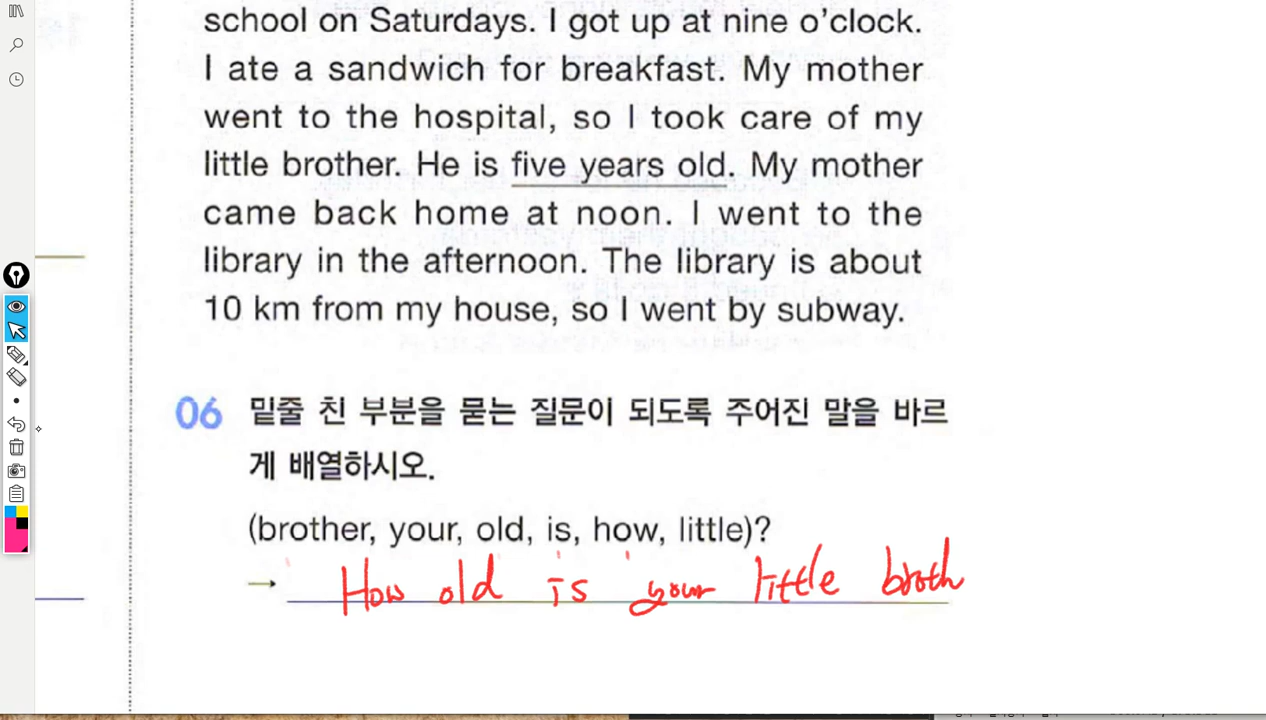 school on Saturdays. I got up at nine o'clock.
I ate a sandwich for breakfast. My mother
went to the hospital, so I took care of my
little brother. He is five years old. My mother
came back home at noon. I went to the
library in the afternoon. The library is about
10 km from my house, so I went by subway.
06 밑줄 친 부분을 묻는 질문이 되도록 주어진 말을 바르
게 배열하시오.
(brother, your, old, is, how, little)?
→ How old is your little broth